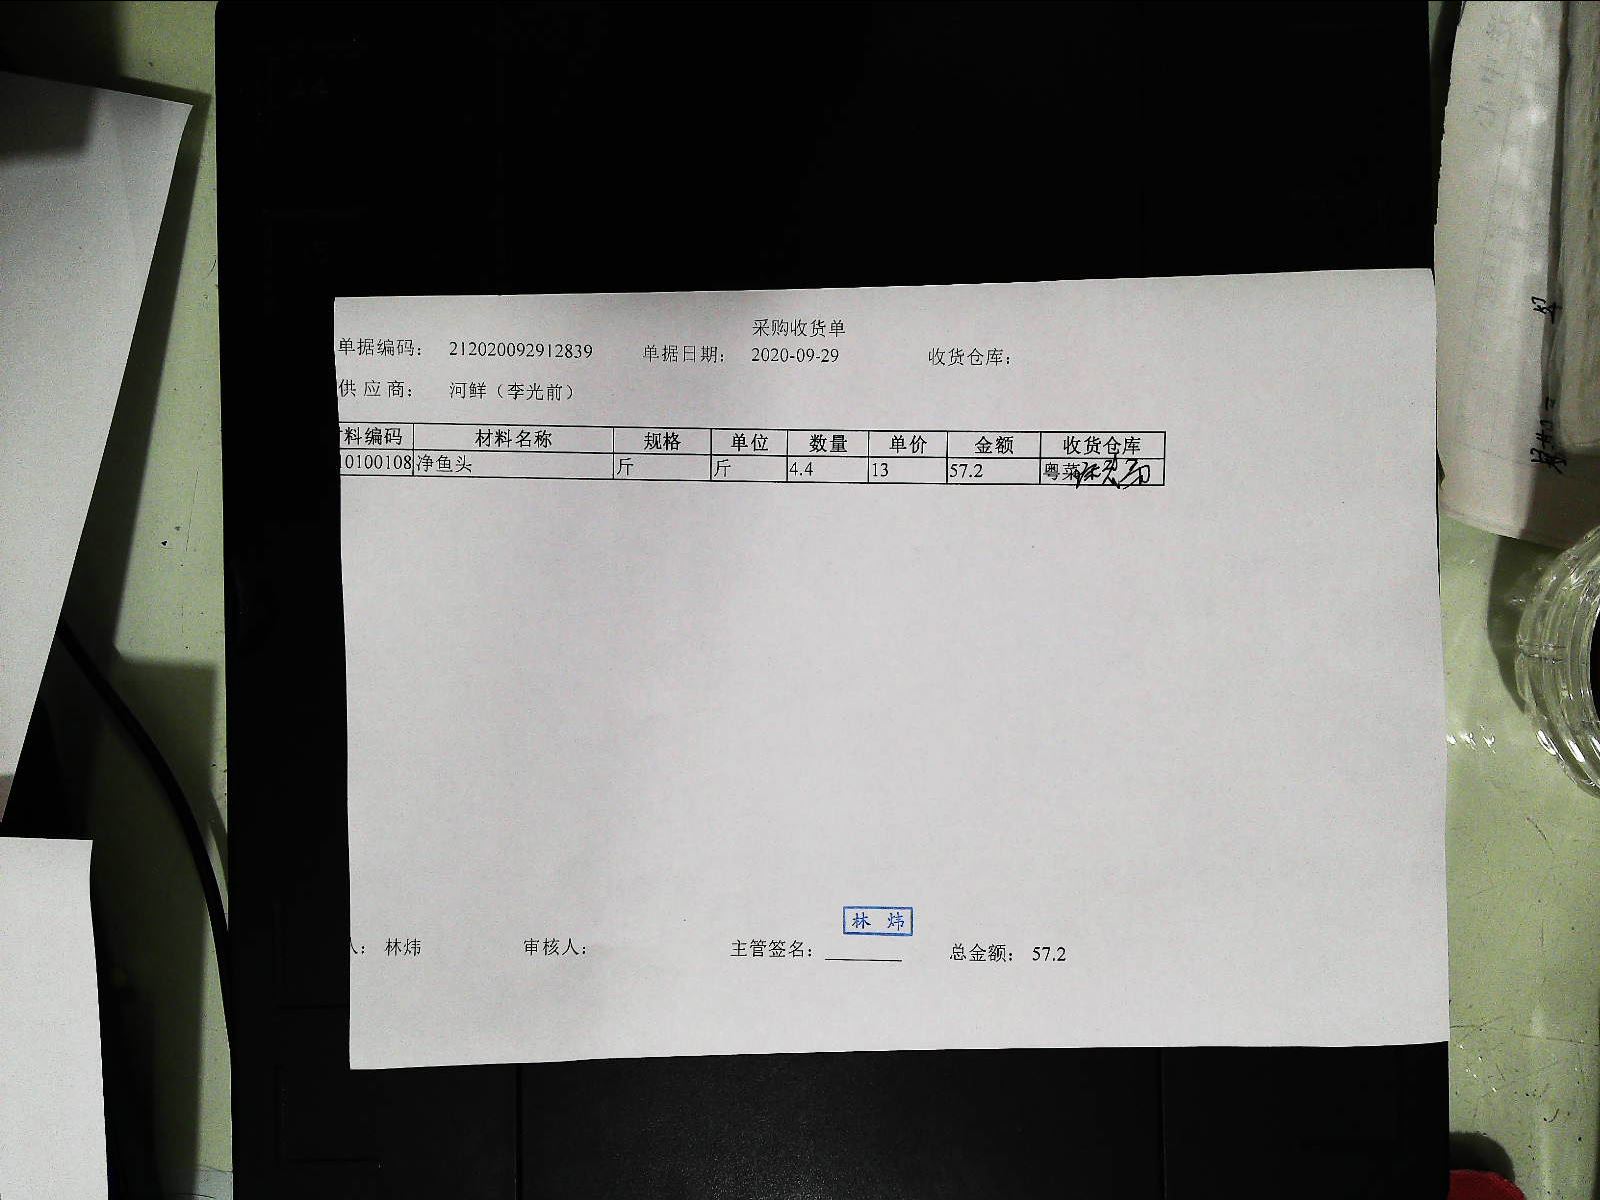 采购收货单
单据编码: 212020092912839 单据日期: 2020-09-29 收货仓库:
供应商: 河鲜（李光前）
料编码 材料名称 规格 单位 数量 单价 金额 收货仓库
10100108 净鱼头 斤 斤 4.4 13 57.2 粤菜
林 炜
人: 林炜 审核人: 主管签名: 总金额: 57.2